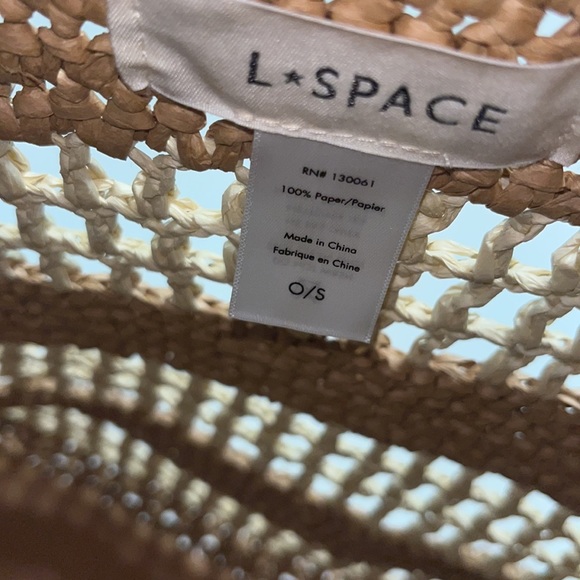 L★SPACE
RN# 130061
100% Paper/Papier
Made in China
Fabrique en Chine
O/S